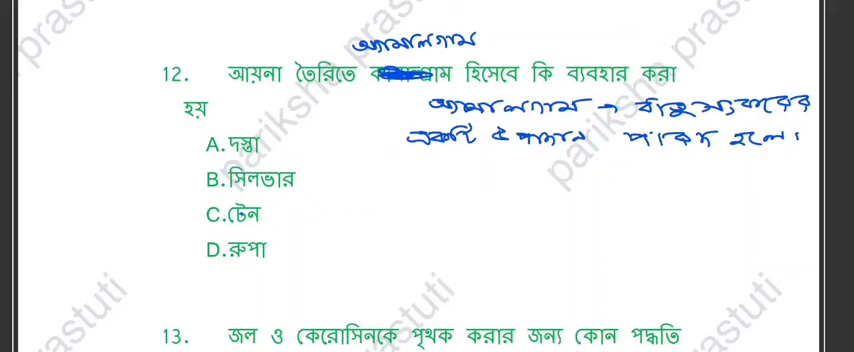 অ্যামালগাম
12. আয়না তৈরিতে গ্রাম হিসেবে কি ব্যবহার করা
হয় অ্যামালগাম → ধাতু সংকরের
A.দস্তা একটি উপাদান পারদ হলে।
B.সিলভার
C.টেন
D.রুপা
13. জল ও কেরোসিনকে পৃথক করার জন্য কোন পদ্ধতি